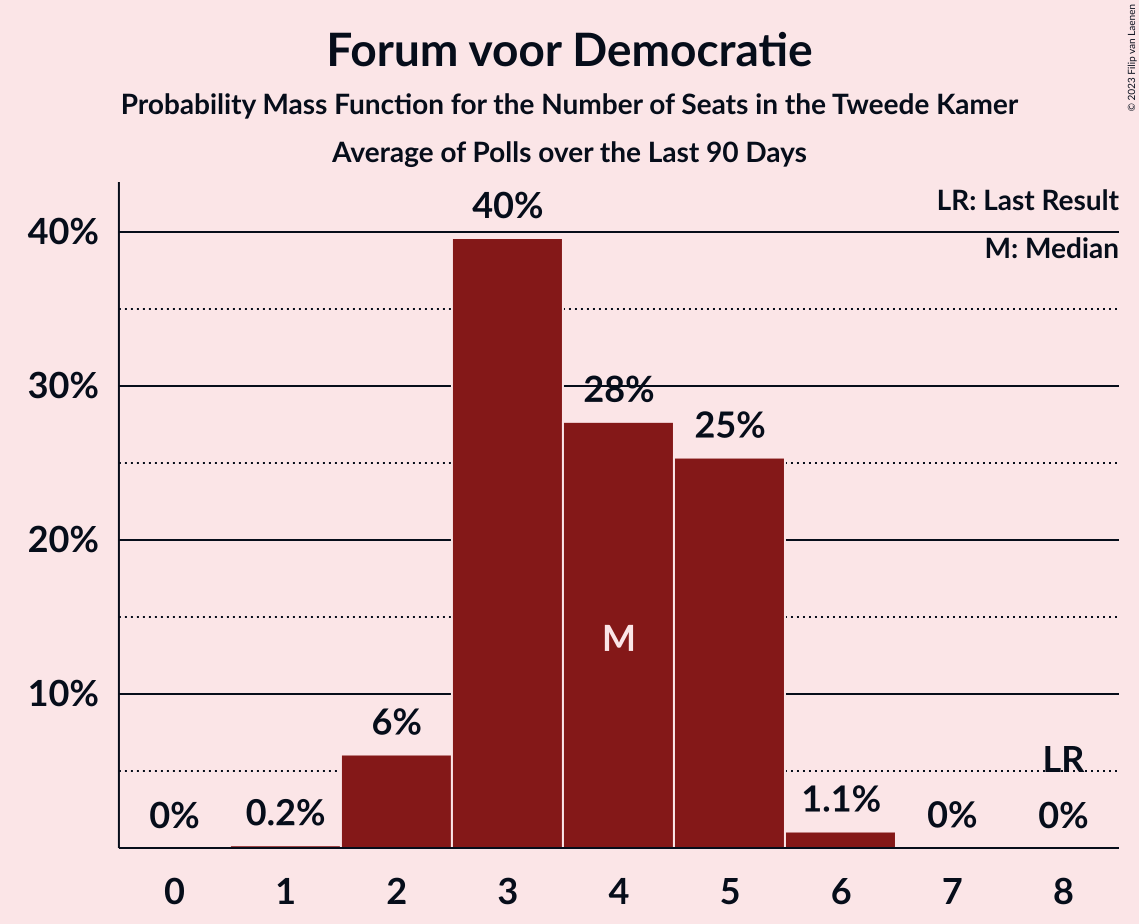 Forum voor Democratie
Probability Mass Function for the Number of Seats in the Tweede Kamer
Average of Polls over the Last 90 Days
© 2023 Filip van Laenen
LR: Last Result
M: Median
40%
30%
20%
10%
0%
0.2%
6%
40%
28%
25%
1.1%
0%
0%
M
LR
0 1 2 3 4 5 6 7 8